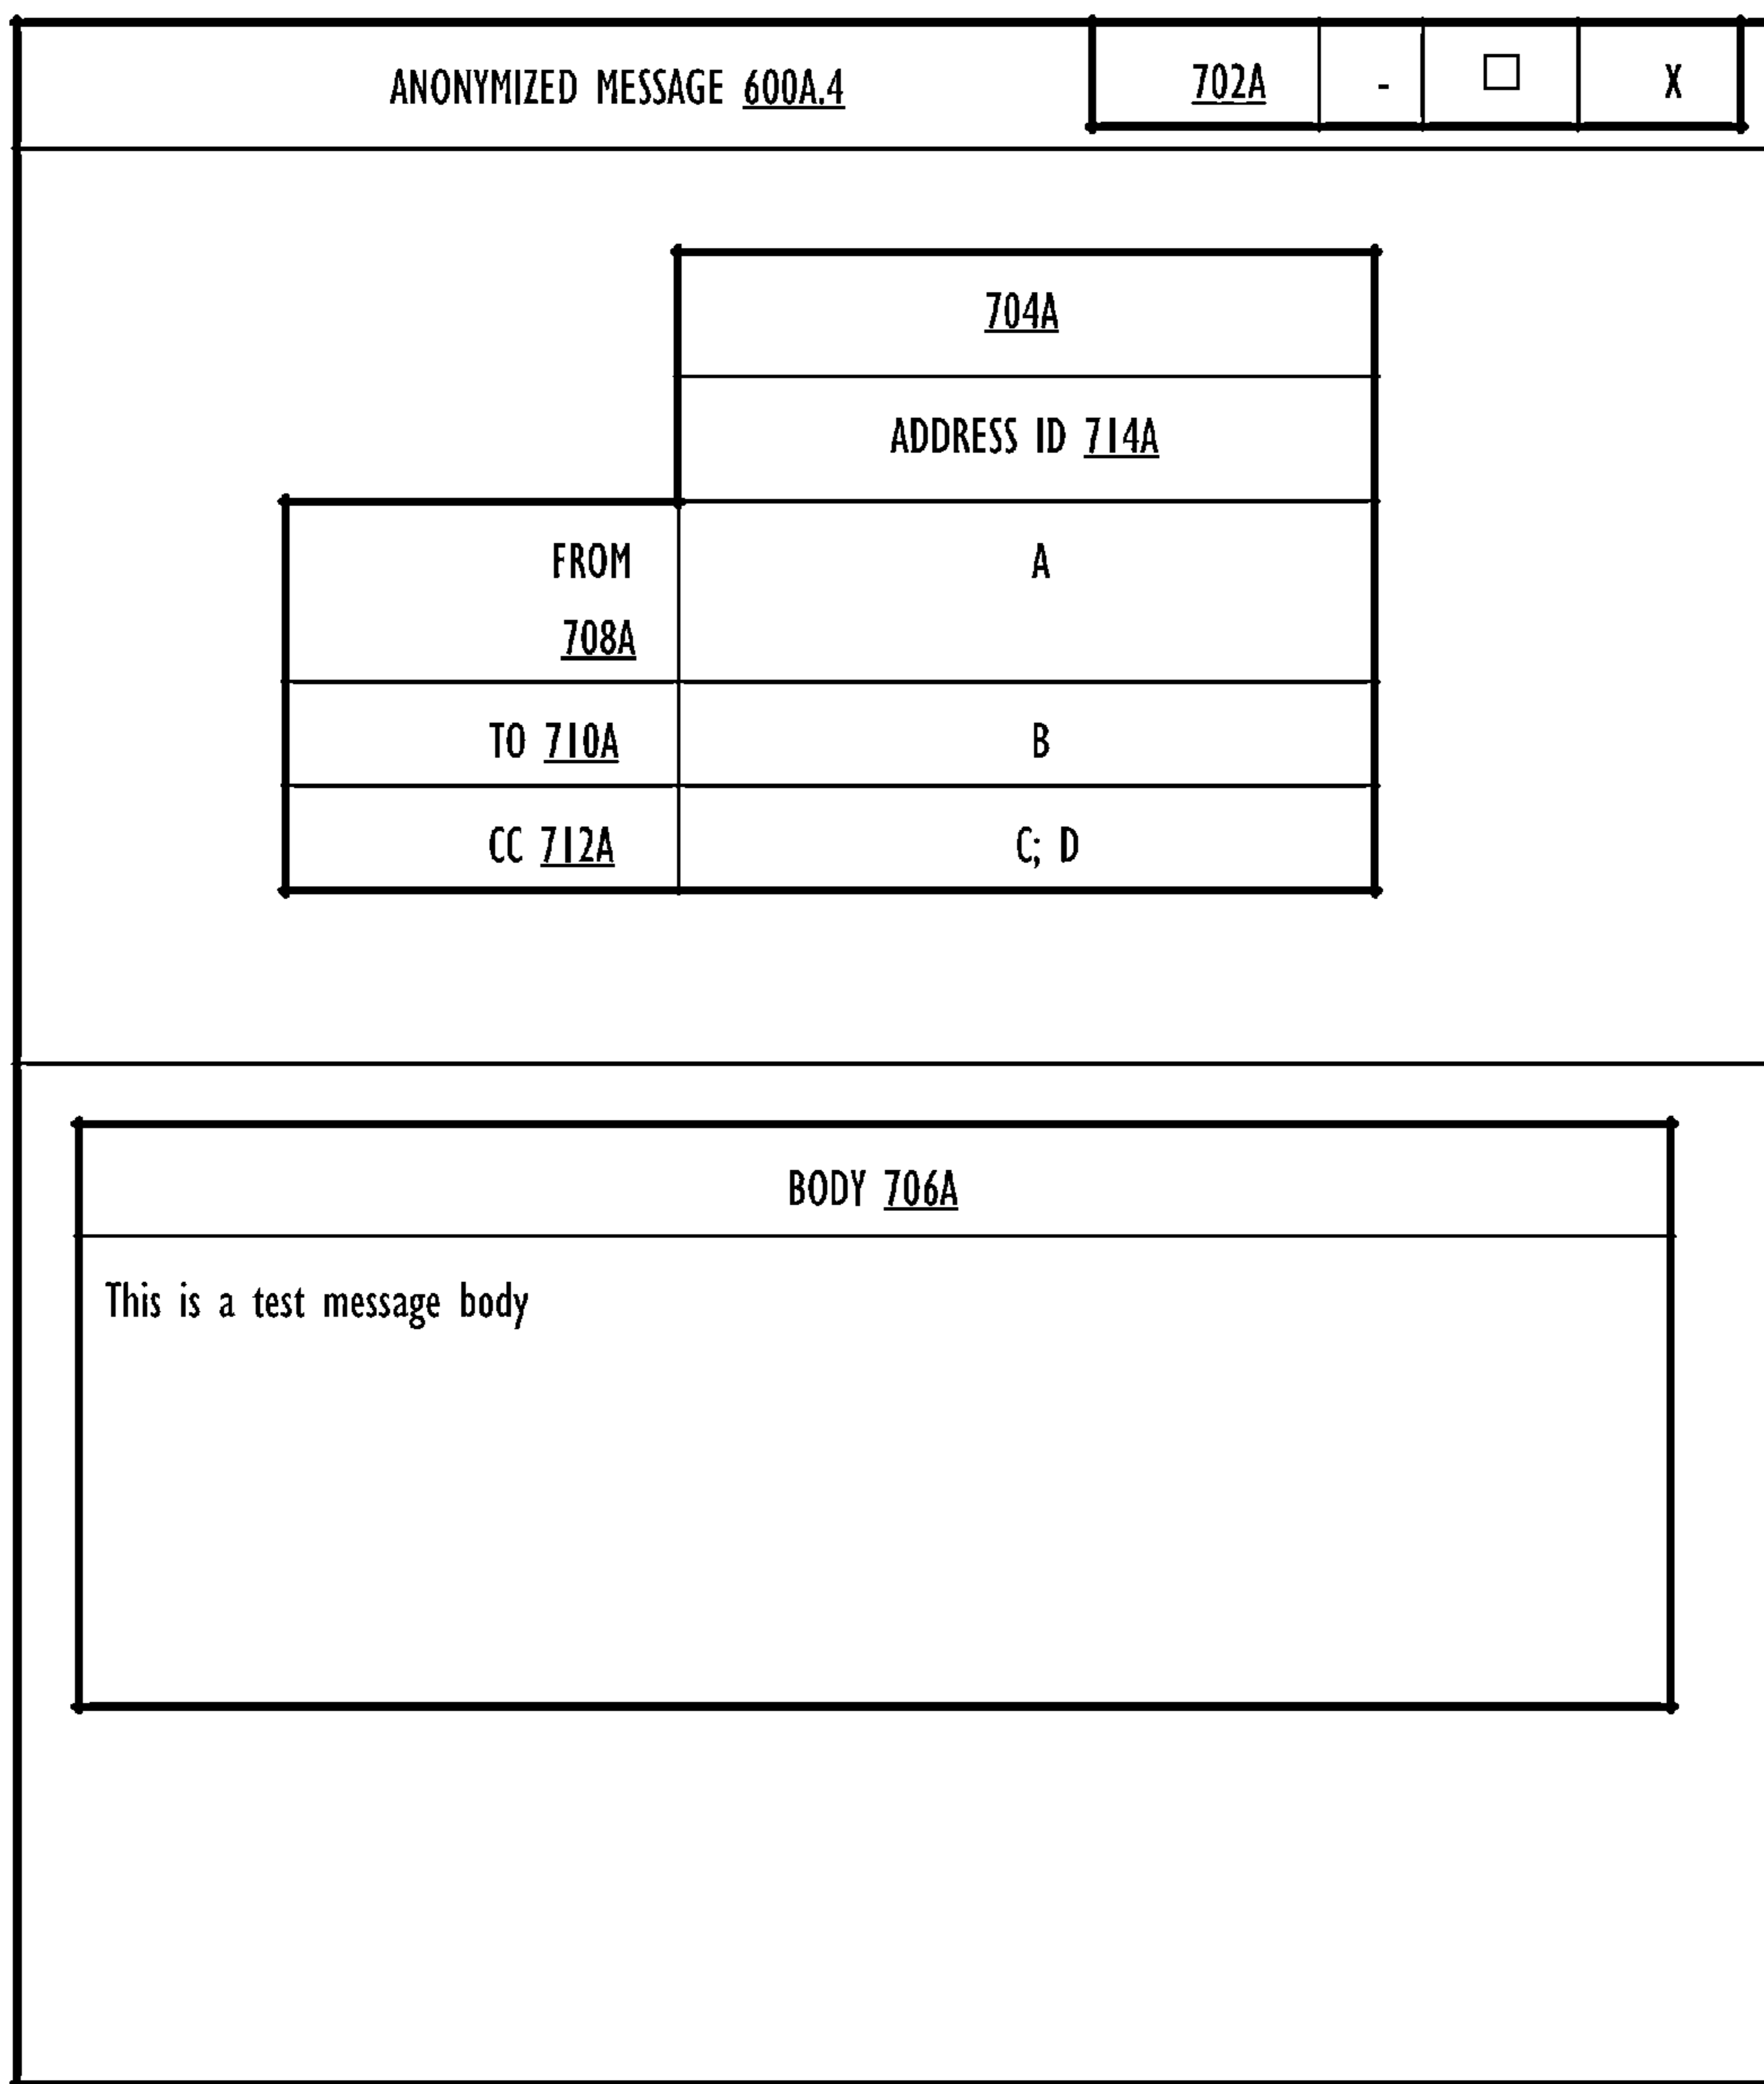 ANONYMIZED MESSAGE 600A.4 702A - □ X
704A
ADDRESS ID 714A
FROM A
708A
TO 710A B
CC 712A C; D
BODY 706A
This is a test message body